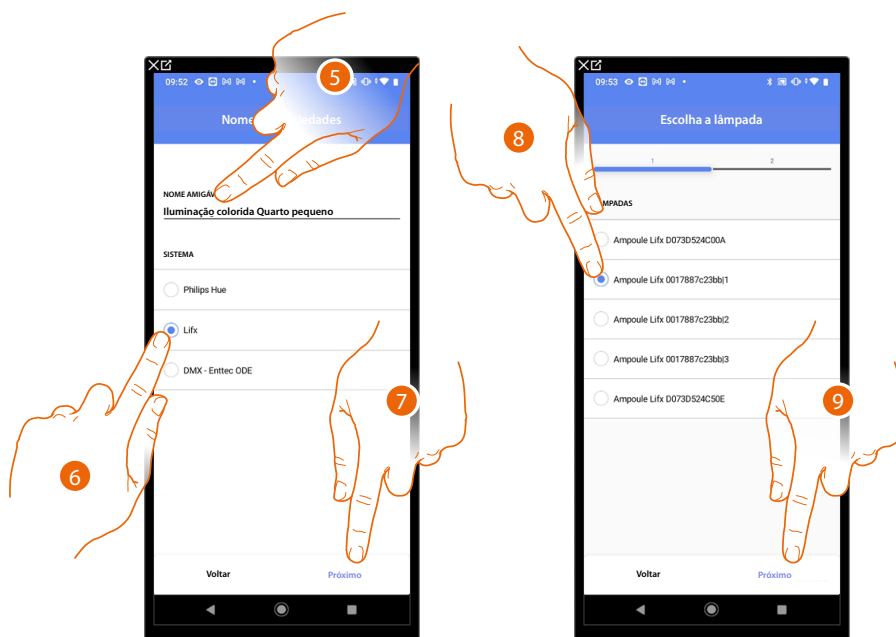 5
09:52
Nome
edades
NOME AMIGÁV
Iluminação colorida Quarto pequeno
SISTEMA
Philips Hue
Lifx
DMX - Enttec ODE
7
6
Voltar Próximo
8
09:53
Escolha a lâmpada
1 2
MPADAS
Ampoule Lifx D073D524C00A
Ampoule Lifx 0017887c23bb|1
Ampoule Lifx 0017887c23bb|2
Ampoule Lifx 0017887c23bb|3
Ampoule Lifx D073D524C50E
9
Voltar Próximo